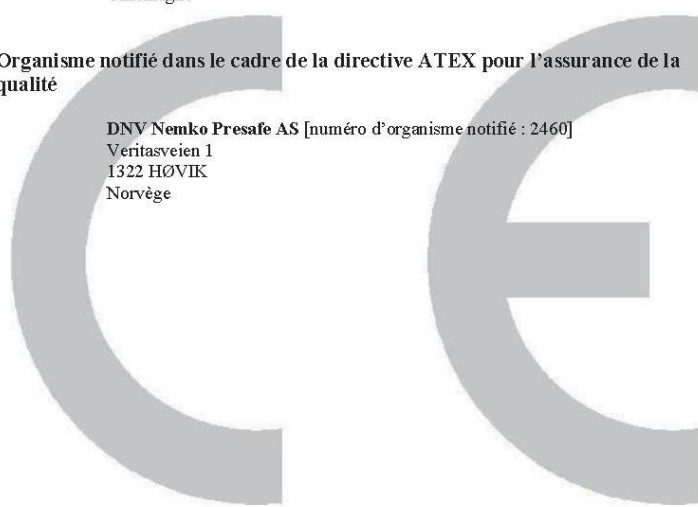 Organisme notifié dans le cadre de la directive ATEX pour l'assurance de la
qualité
DNV Nemko Presafe AS [numéro d'organisme notifié : 2460]
Veritasveien 1
1322 HØVIK
Norvège
CE